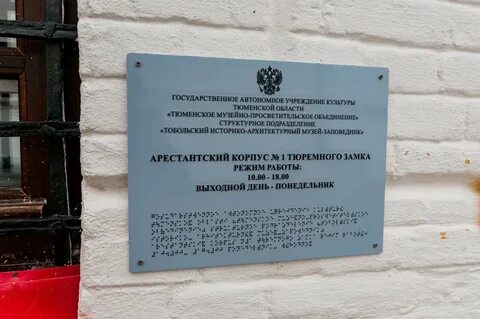 ГОСУДАРСТВЕННОЕ АВТОНОМНОЕ УЧРЕЖДЕНИЕ КУЛЬТУРЫ
ТЮМЕНСКОЙ ОБЛАСТИ
«ТЮМЕНСКОЕ МУЗЕЙНО-ПРОСВЕТИТЕЛЬСКОЕ ОБЪЕДИНЕНИЕ»
СТРУКТУРНОЕ ПОДРАЗДЕЛЕНИЕ
«ТОБОЛЬСКИЙ ИСТОРИКО-АРХИТЕКТУРНЫЙ МУЗЕЙ-ЗАПОВЕДНИК»
АРЕСТАНТСКИЙ КОРПУС № 1 ТЮРЕМНОГО ЗАМКА
РЕЖИМ РАБОТЫ:
10.00 - 18.00
ВЫХОДНОЙ ДЕНЬ - ПОНЕДЕЛЬНИК